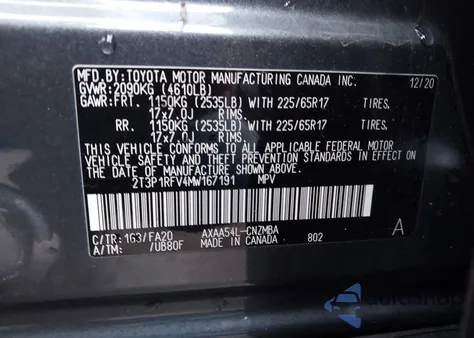 MFD. BY: TOYOTA MOTOR MANUFACTURING CANADA INC. 12/20
GVWR: 2090KG (4610LB)
GAWR: FRT. 1150KG (2535LB) WITH 225/65R17 TIRES,
17x7.0J RIMS.
RR. 1150KG (2535LB) WITH 225/65R17 TIRES,
17x7.0J RIMS.
THIS VEHICLE CONFORMS TO ALL APPLICABLE FEDERAL MOTOR
VEHICLE SAFETY AND THEFT PREVENTION STANDARDS IN EFFECT ON
THE DATE OF MANUFACTURE SHOWN ABOVE.
2T3P1RFV4MW167191 MPV
C/TR: 1G3/FA20 AXAA54L-CNZMBA A
A/TM: /UB80F MADE IN CANADA 802
autoshop